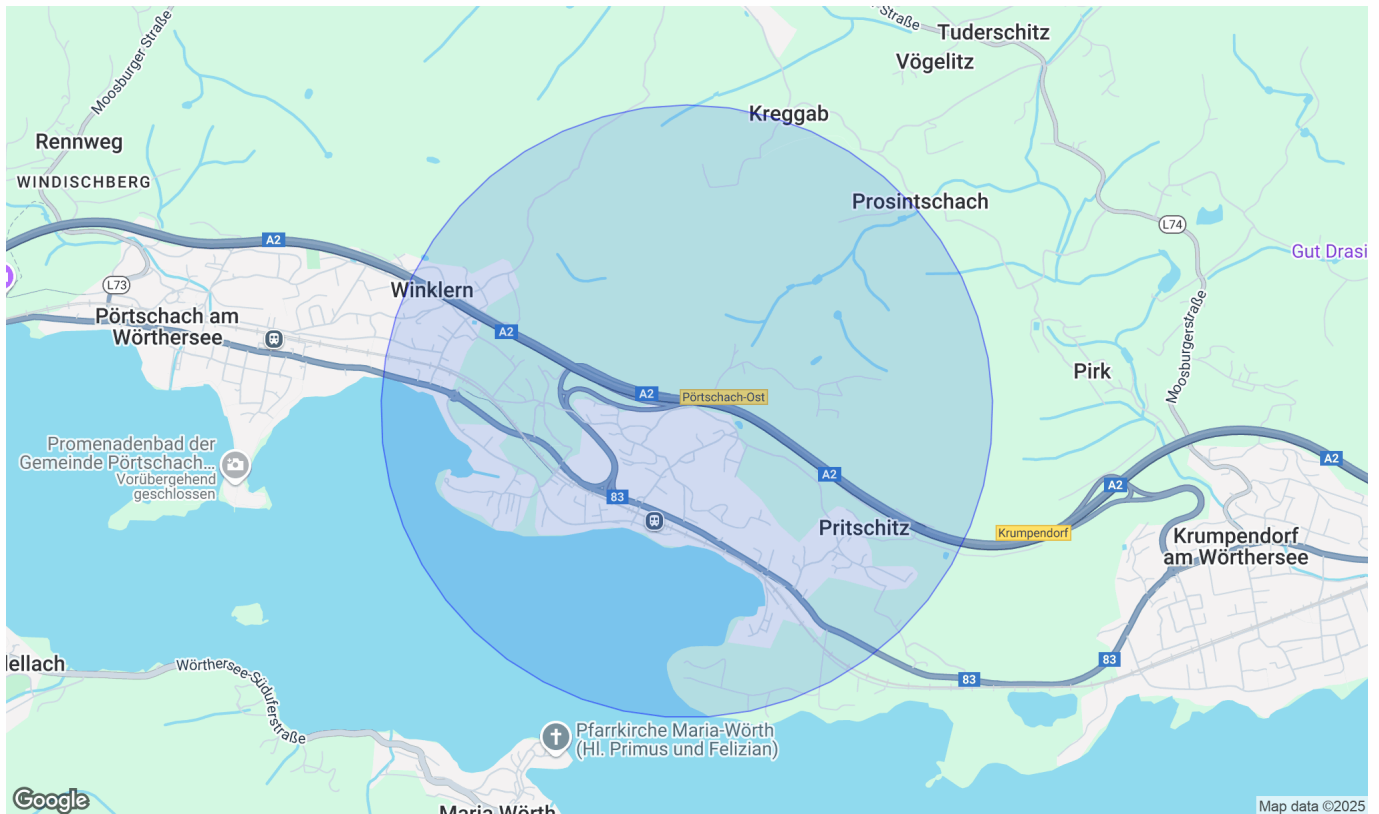 Straße
Tuderschitz
Vögelitz
Moosburger Straße
Kreggab
Rennweg
WINDISCHBERG
Prosintschach
L74
A2
Gut Drasi
L73
Winklern
Pörtschach am
Wörthersee
A2
Moosburgerstraße
Pirk
A2
Pörtschach-Ost
Promenadenbad der
Gemeinde Pörtschach...
Vorübergehend
geschlossen
A2
A2
A2
83
Pritschitz
Krumpendorf
Krumpendorf
am Wörthersee
83
83
llellach
Wörthersee-Süduferstraße
Pfarrkirche Maria-Wörth
(Hl. Primus und Felizian)
Maria Wörth
Google
Map data ©2025